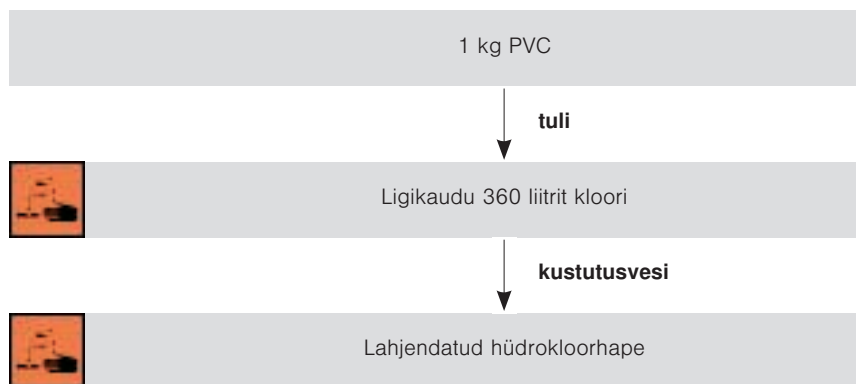 1 kg PVC
tuli
Ligikaudu 360 liitrit kloori
kustutusvesi
Lahjendatud hüdrokloorhape